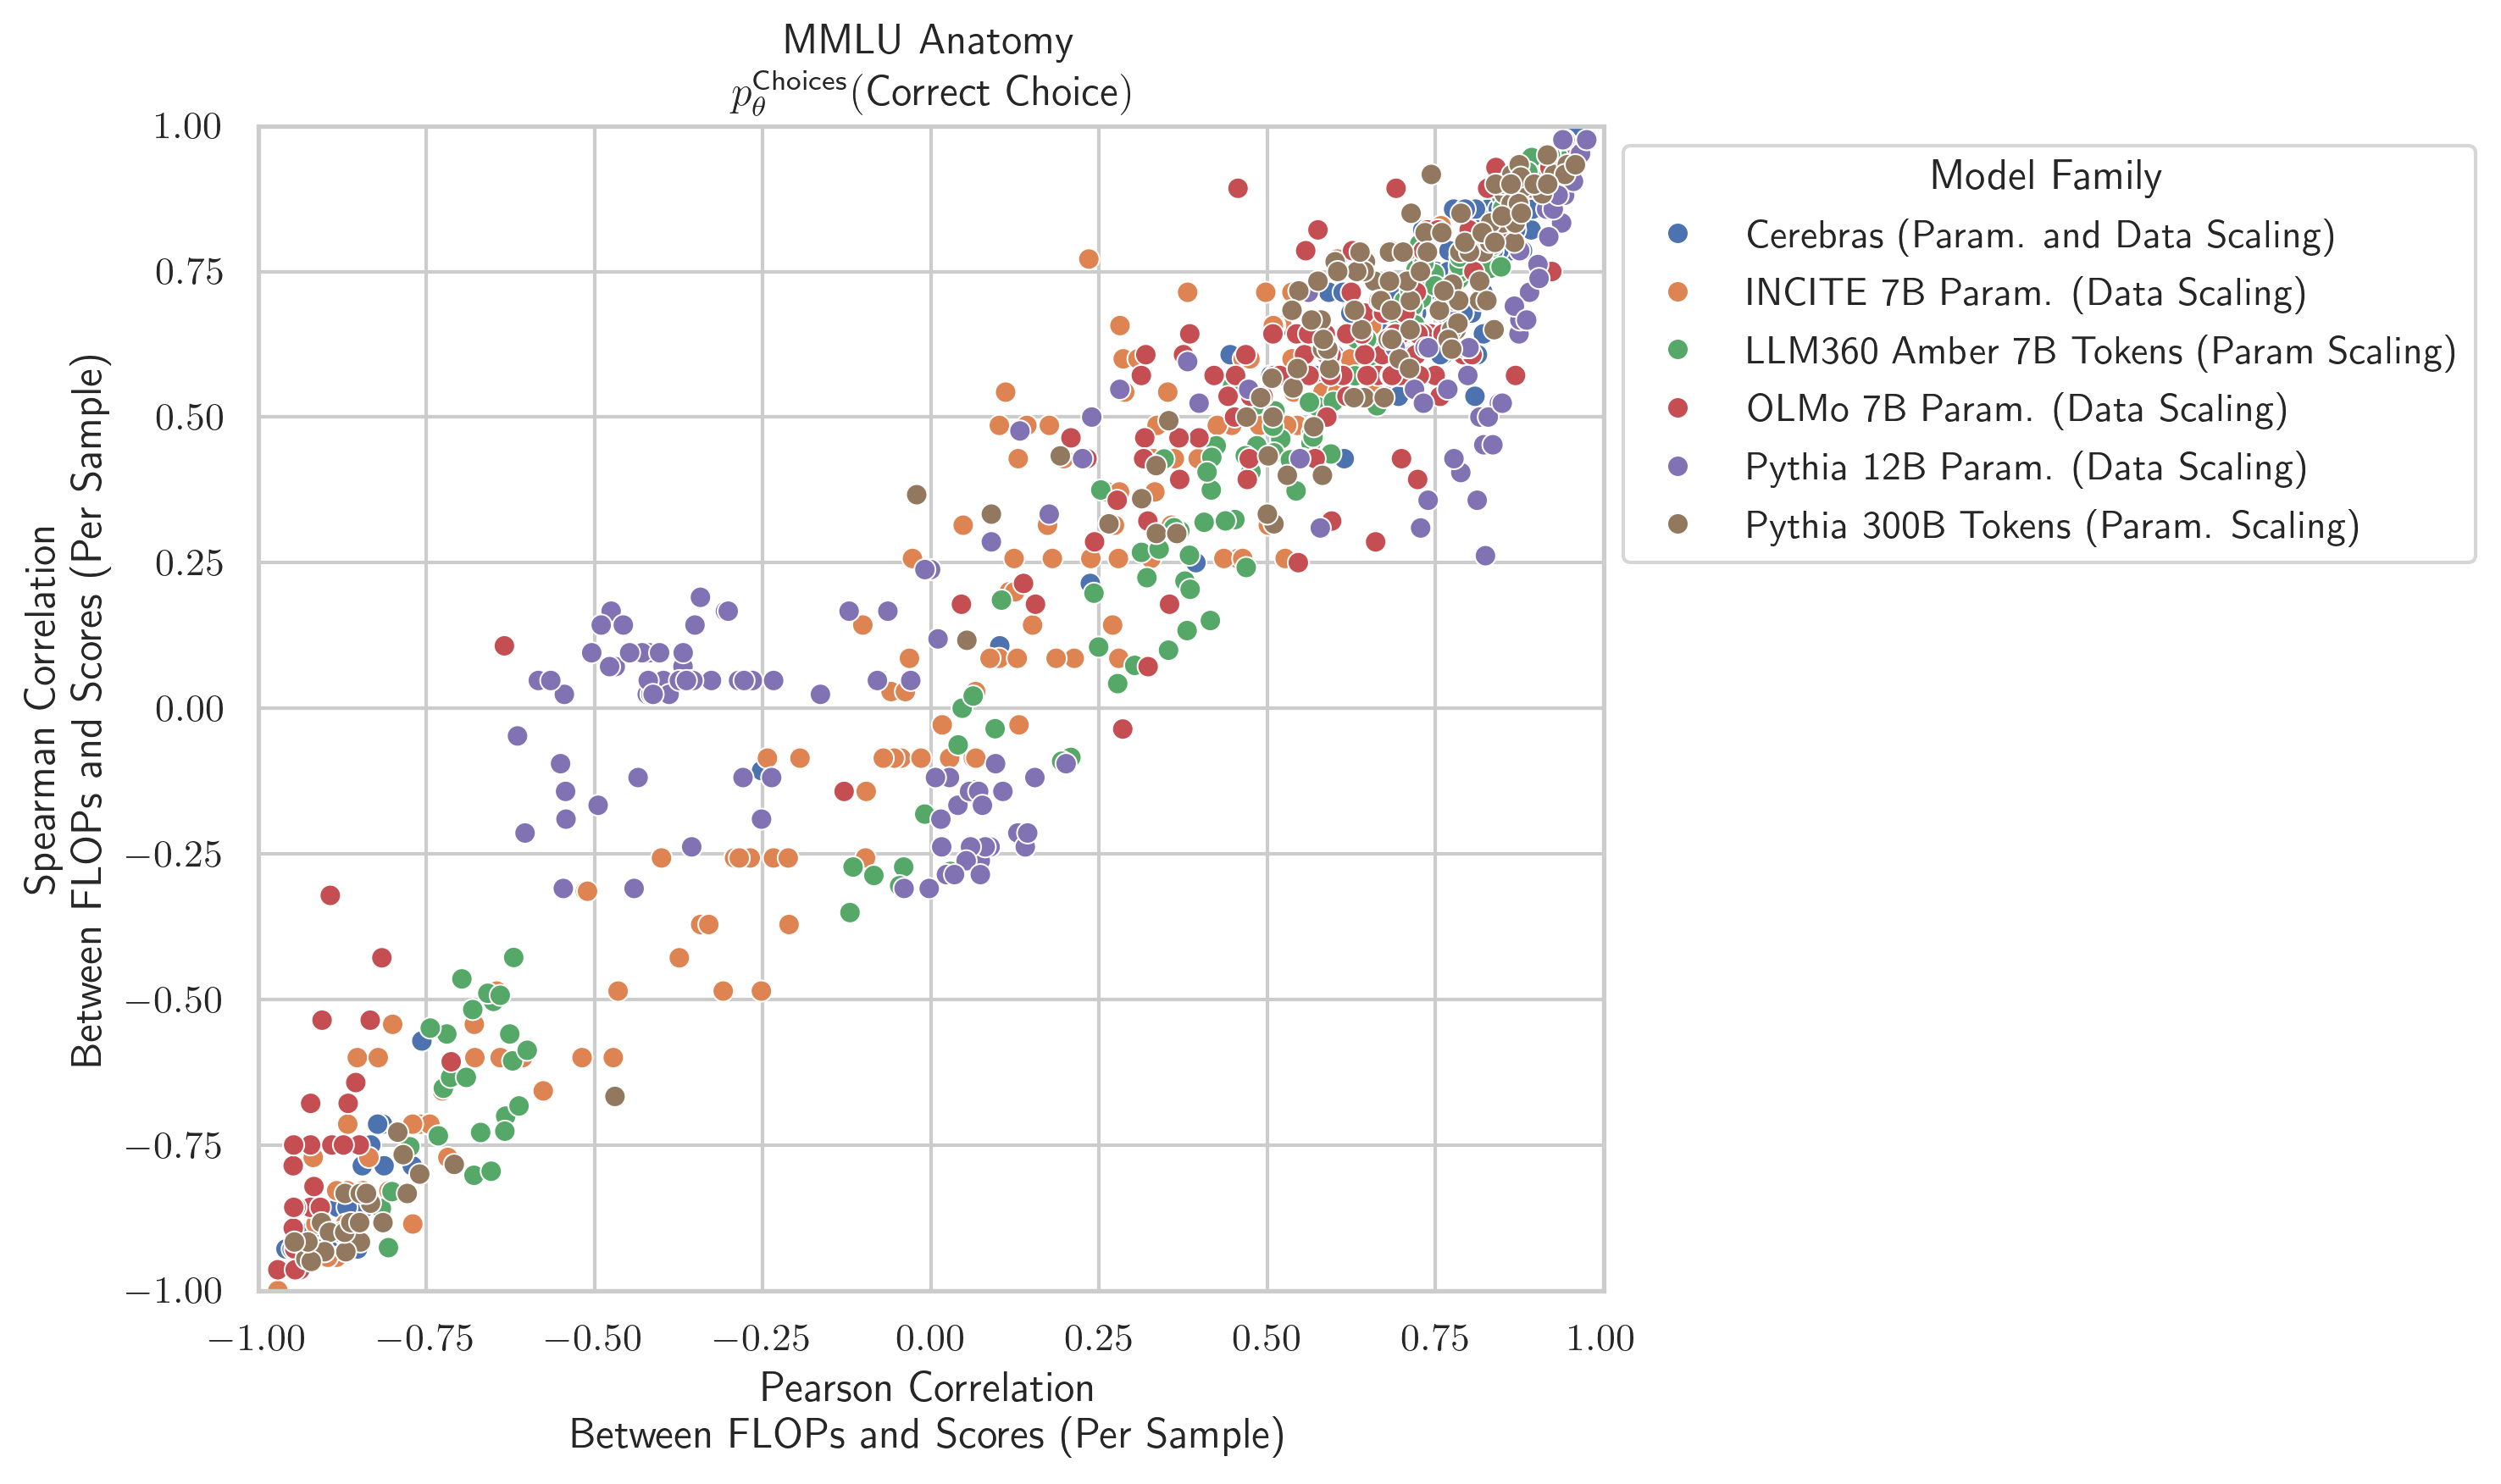 MMLU Anatomy
p_θ^Choices(Correct Choice)
1.00
0.75
0.50
0.25
0.00
−0.25
−0.50
−0.75
−1.00
Spearman Correlation
Between FLOPs and Scores (Per Sample)
−1.00
−0.75
−0.50
−0.25
0.00
0.25
0.50
0.75
1.00
Pearson Correlation
Between FLOPs and Scores (Per Sample)
Model Family
Cerebras (Param. and Data Scaling)
INCITE 7B Param. (Data Scaling)
LLM360 Amber 7B Tokens (Param Scaling)
OLMo 7B Param. (Data Scaling)
Pythia 12B Param. (Data Scaling)
Pythia 300B Tokens (Param. Scaling)